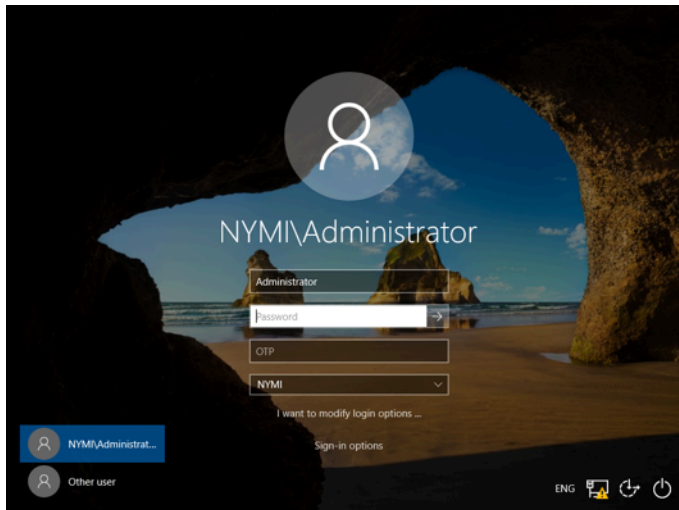 NYMI\Administrator
Administrator
Password
OTP
NYMI
I want to modify login options ...
Sign-in options
NYMI\Administrat...
Other user
ENG